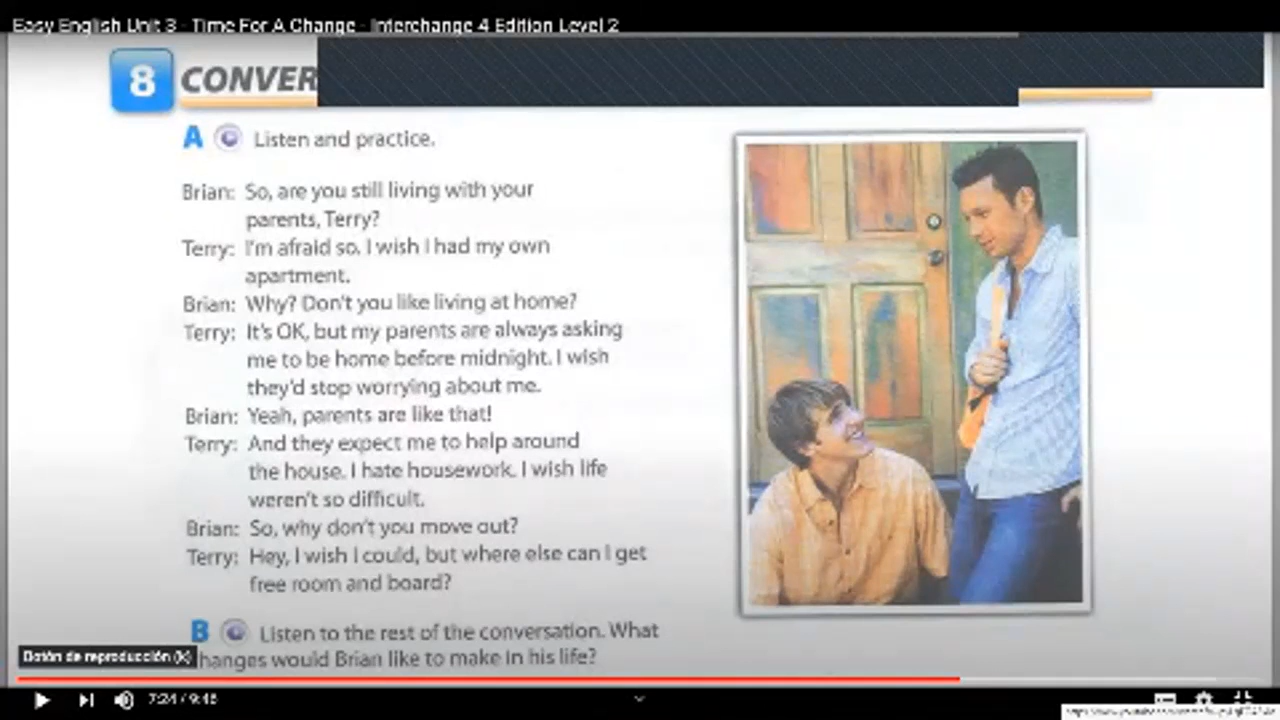 Easy English Unit 3 - Time For A Change - Interchange 4 Edition Level 2
8 CONVER
A Listen and practice.
Brian: So, are you still living with your
parents, Terry?
Terry: I'm afraid so. I wish I had my own
apartment.
Brian: Why? Don't you like living at home?
Terry: It's OK, but my parents are always asking
me to be home before midnight. I wish
they'd stop worrying about me.
Brian: Yeah, parents are like that!
Terry: And they expect me to help around
the house. I hate housework. I wish life
weren't so difficult.
Brian: So, why don't you move out?
Terry: Hey, I wish I could, but where else can I get
free room and board?
B Listen to the rest of the conversation. What
hanges would Brian like to make in his life?
Botón de reproducción (k)